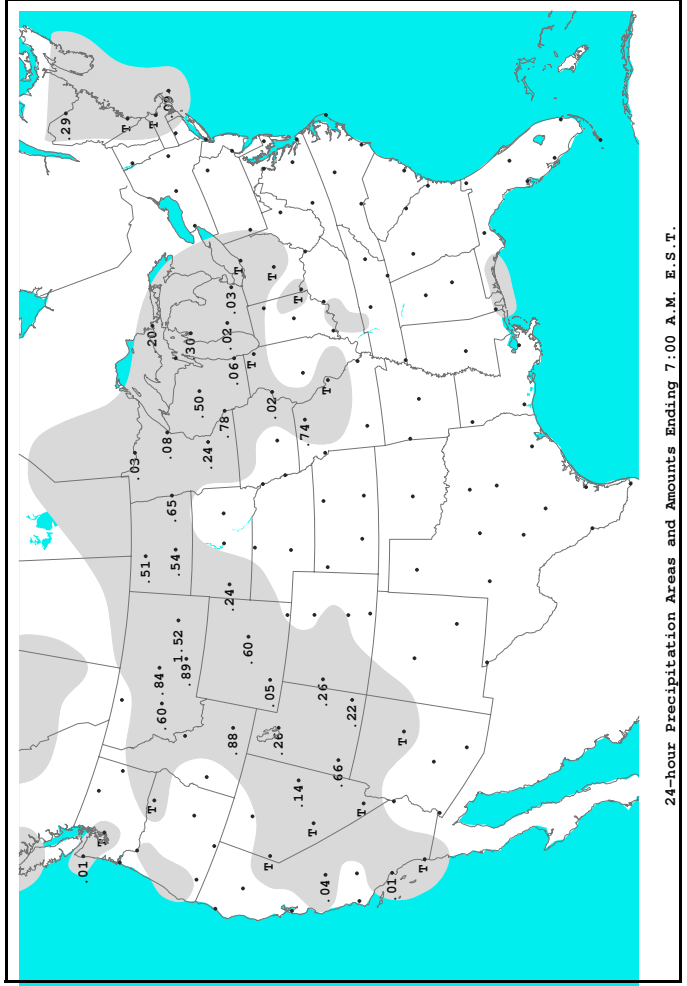 .01
T
T
.01
T
.04
T
T
.14
T
.66
T
.26
.88
.60
.84
.89
1.52
.22
.26
.05
.60
.24
.51
.54
.65
.03
.08
.24
.78
.50
.74
.02
T
.06
T
.20
.30
.02
.03
T
T
T
.29
T
T
.09
24-hour Precipitation Areas and Amounts Ending 7:00 A.M. E.S.T.